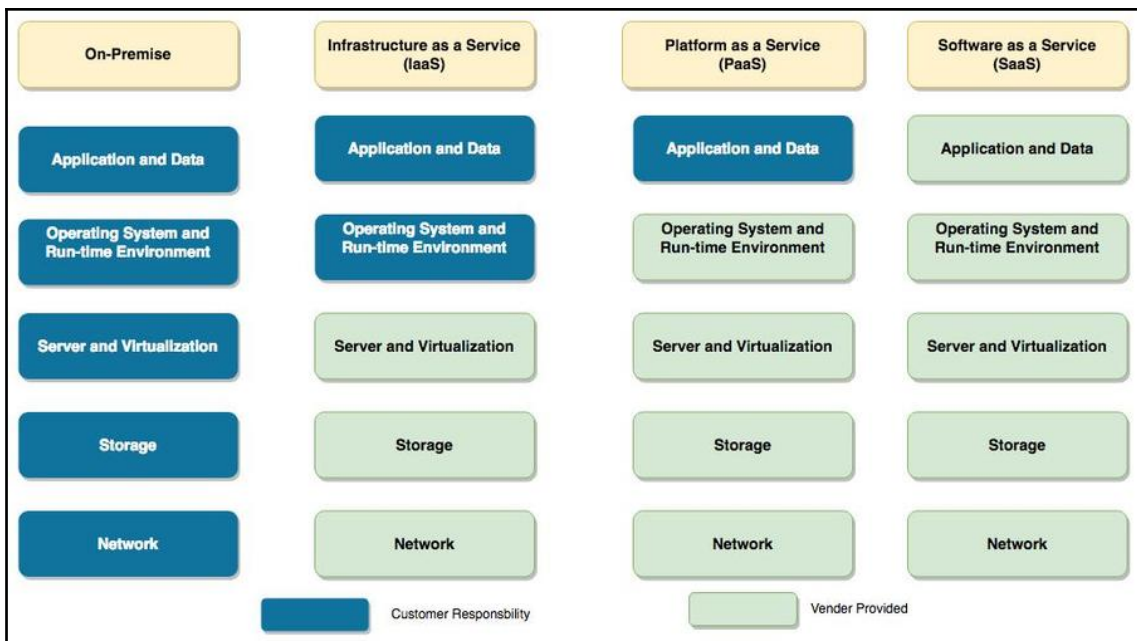 On-Premise
Infrastructure as a Service
(IaaS)
Platform as a Service
(PaaS)
Software as a Service
(SaaS)
Application and Data
Application and Data
Application and Data
Application and Data
Operating System and
Run-time Environment
Operating System and
Run-time Environment
Operating System and
Run-time Environment
Operating System and
Run-time Environment
Server and Virtualization
Server and Virtualization
Server and Virtualization
Server and Virtualization
Storage
Storage
Storage
Storage
Network
Network
Network
Network
Customer Responsbility
Vender Provided